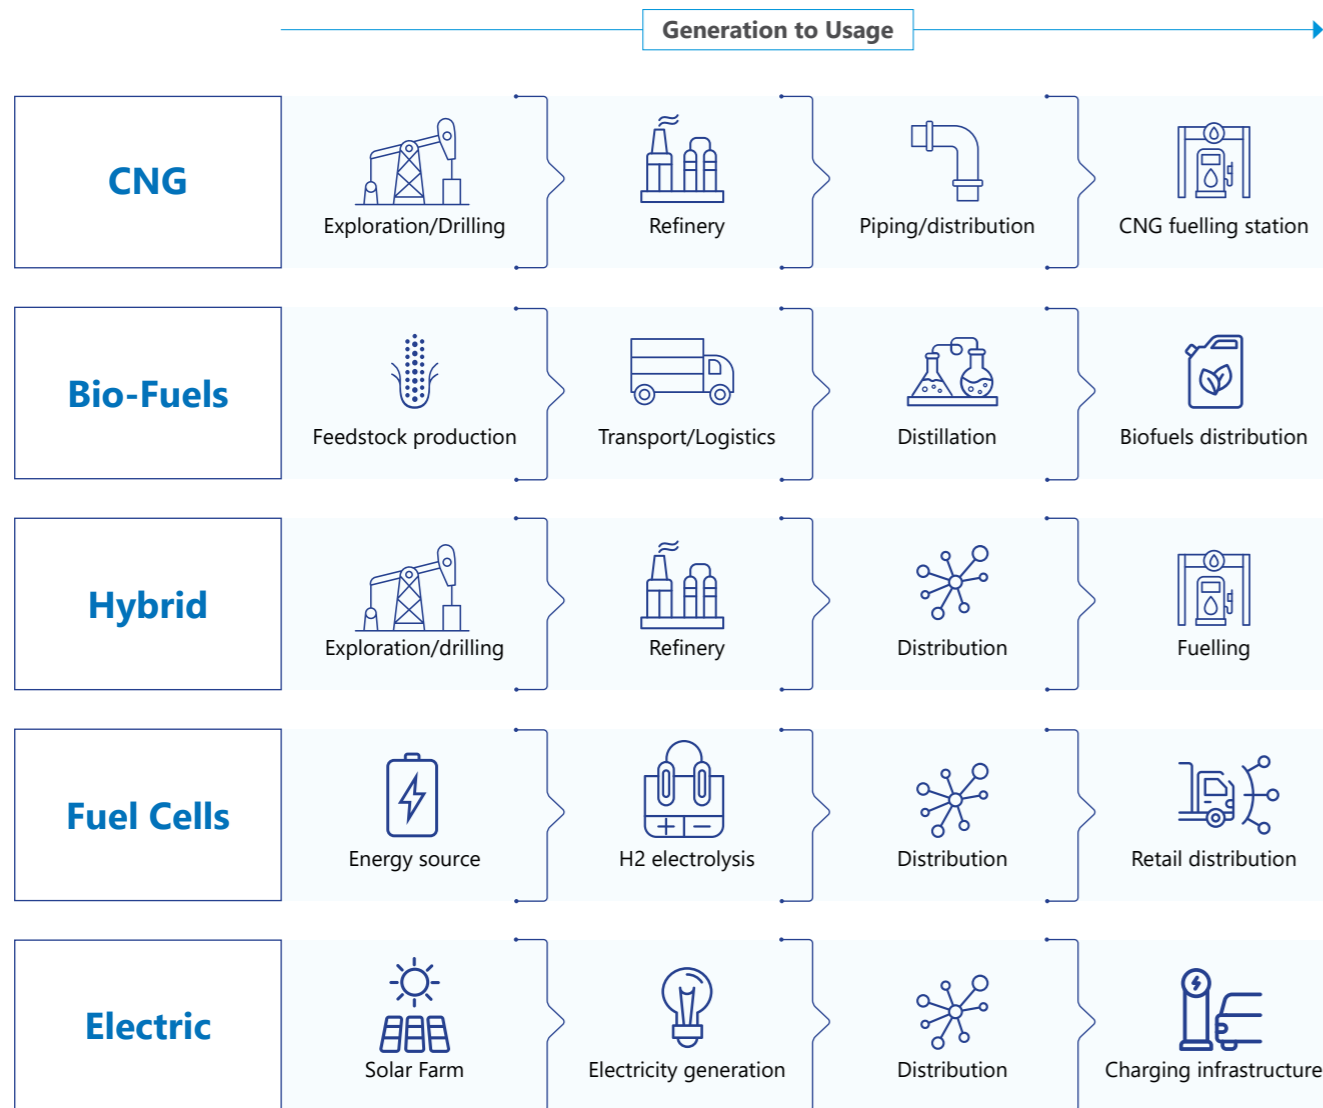 Generation to Usage
CNG
Exploration/Drilling
Refinery
Piping/distribution
CNG fuelling station
Bio-Fuels
Feedstock production
Transport/Logistics
Distillation
Biofuels distribution
Hybrid
Exploration/drilling
Refinery
Distribution
Fuelling
Fuel Cells
Energy source
H2 electrolysis
Distribution
Retail distribution
Electric
Solar Farm
Electricity generation
Distribution
Charging infrastructure